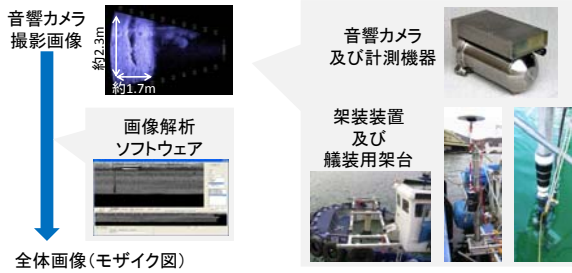 音響カメラ
撮影画像
約2.3m
約1.7m
画像解析
ソフトウェア
全体画像(モザイク図)
音響カメラ
及び計測機器
架装装置
及び
艤装用架台